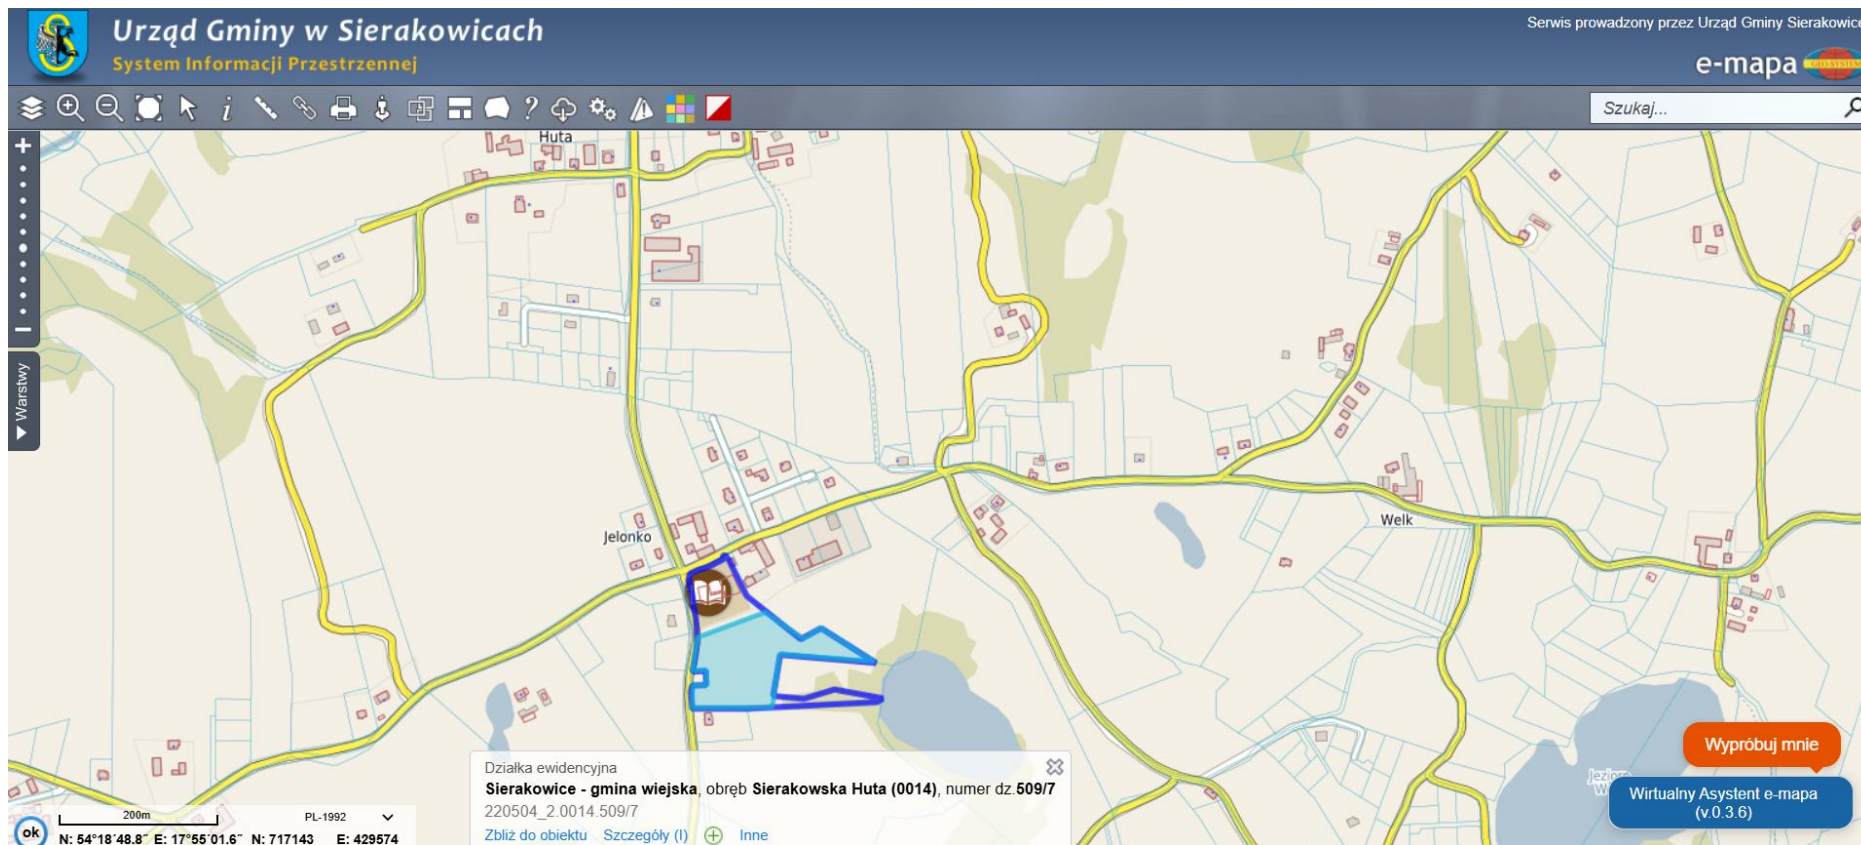 Urząd Gminy w Sierakowicach
System Informacji Przestrzennej
Serwis prowadzony przez Urząd Gminy Sierakowice
e-mapa
GEO-SYSTEM
Szukaj...
Huta
Warstwy
Jelonko
Welk
Jezioro
Wypróbuj mnie
Wirtualny Asystent e-mapa
(v.0.3.6)
Działka ewidencyjna
Sierakowice - gmina wiejska, obręb Sierakowska Huta (0014), numer dz.509/7
220504_2.0014.509/7
Zbliż do obiektu Szczegóły (I) Inne
200m PL-1992
ok N: 54°18´48.8˝ E: 17°55´01.6˝ N: 717143 E: 429574